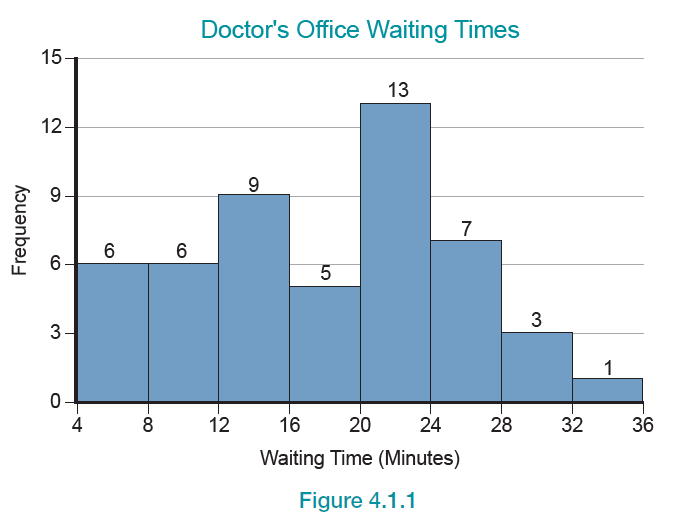 Doctor's Office Waiting Times
15
12
9
6
3
0
Frequency
6
6
9
5
13
7
3
1
4 8 12 16 20 24 28 32 36
Waiting Time (Minutes)
Figure 4.1.1